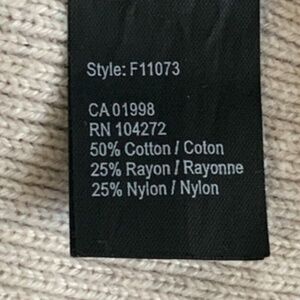 Style: F11073
CA 01998
RN 104272
50% Cotton / Coton
25% Rayon / Rayonne
25% Nylon / Nylon